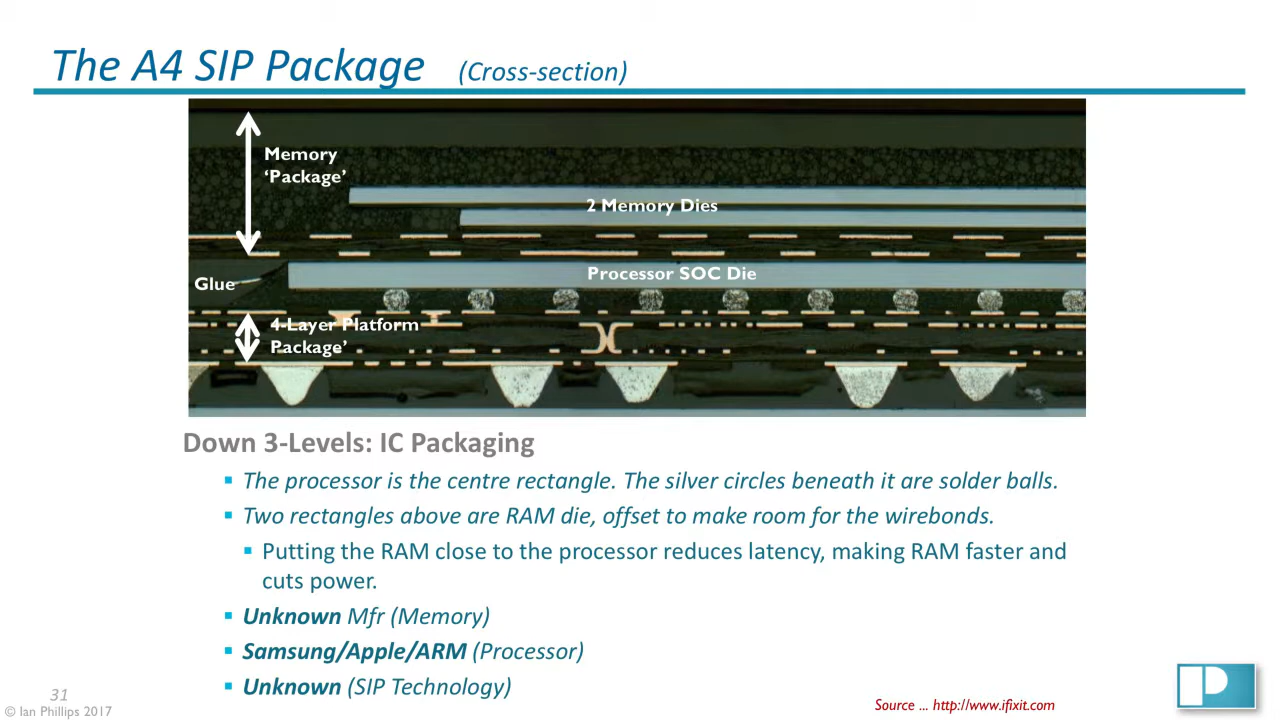 The A4 SIP Package (Cross-section)
Memory
‘Package’
2 Memory Dies
Processor SOC Die
Glue
4-Layer Platform
Package’
Down 3-Levels: IC Packaging
▪ The processor is the centre rectangle. The silver circles beneath it are solder balls.
▪ Two rectangles above are RAM die, offset to make room for the wirebonds.
▪ Putting the RAM close to the processor reduces latency, making RAM faster and
cuts power.
▪ Unknown Mfr (Memory)
▪ Samsung/Apple/ARM (Processor)
▪ Unknown (SIP Technology)
31
© Ian Phillips 2017
Source ... http://www.ifixit.com